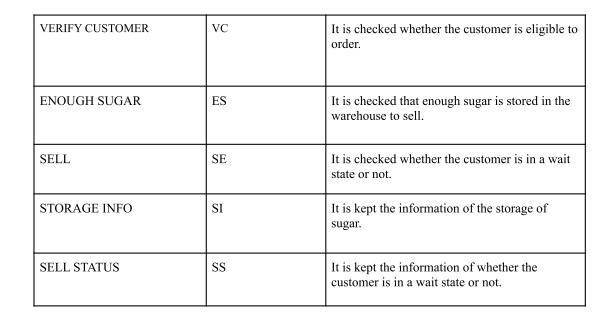 VERIFY CUSTOMER VC It is checked whether the customer is eligible to
order.
ENOUGH SUGAR ES It is checked that enough sugar is stored in the
warehouse to sell.
SELL SE It is checked whether the customer is in a wait
state or not.
STORAGE INFO SI It is kept the information of the storage of
sugar.
SELL STATUS SS It is kept the information of whether the
customer is in a wait state or not.